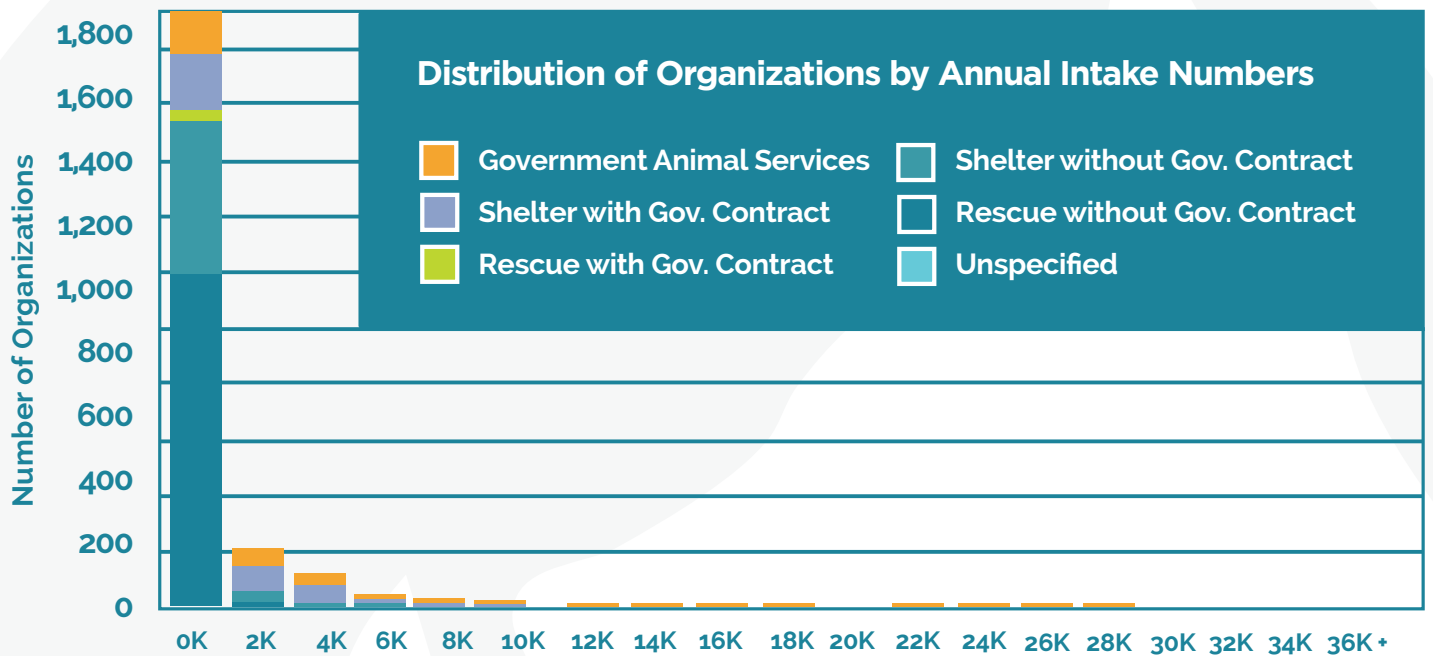 Distribution of Organizations by Annual Intake Numbers
Government Animal Services
Shelter with Gov. Contract
Rescue with Gov. Contract
Shelter without Gov. Contract
Rescue without Gov. Contract
Unspecified
Number of Organizations
1,800
1,600
1,400
1,200
1,000
800
600
400
200
0
0K 2K 4K 6K 8K 10K 12K 14K 16K 18K 20K 22K 24K 26K 28K 30K 32K 34K 36K +